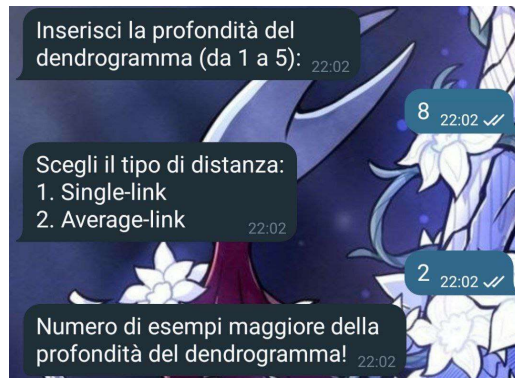 Inserisci la profondità del
dendrogramma (da 1 a 5): 22:02
8 22:02
Scegli il tipo di distanza:
1. Single-link
2. Average-link
22:02
2 22:02
Numero di esempi maggiore della
profondità del dendrogramma! 22:02